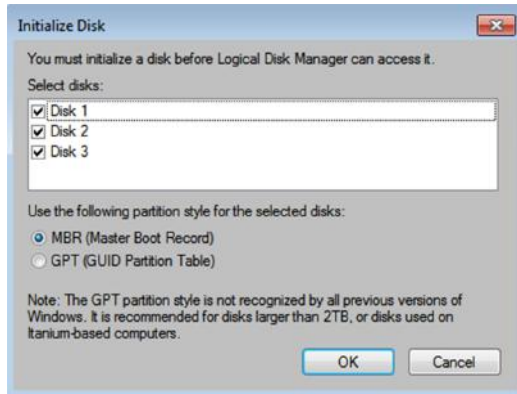 Initialize Disk
You must initialize a disk before Logical Disk Manager can access it.
Select disks:
Disk 1
Disk 2
Disk 3
Use the following partition style for the selected disks:
MBR (Master Boot Record)
GPT (GUID Partition Table)
Note: The GPT partition style is not recognized by all previous versions of
Windows. It is recommended for disks larger than 2TB, or disks used on
Itanium-based computers.
OK Cancel